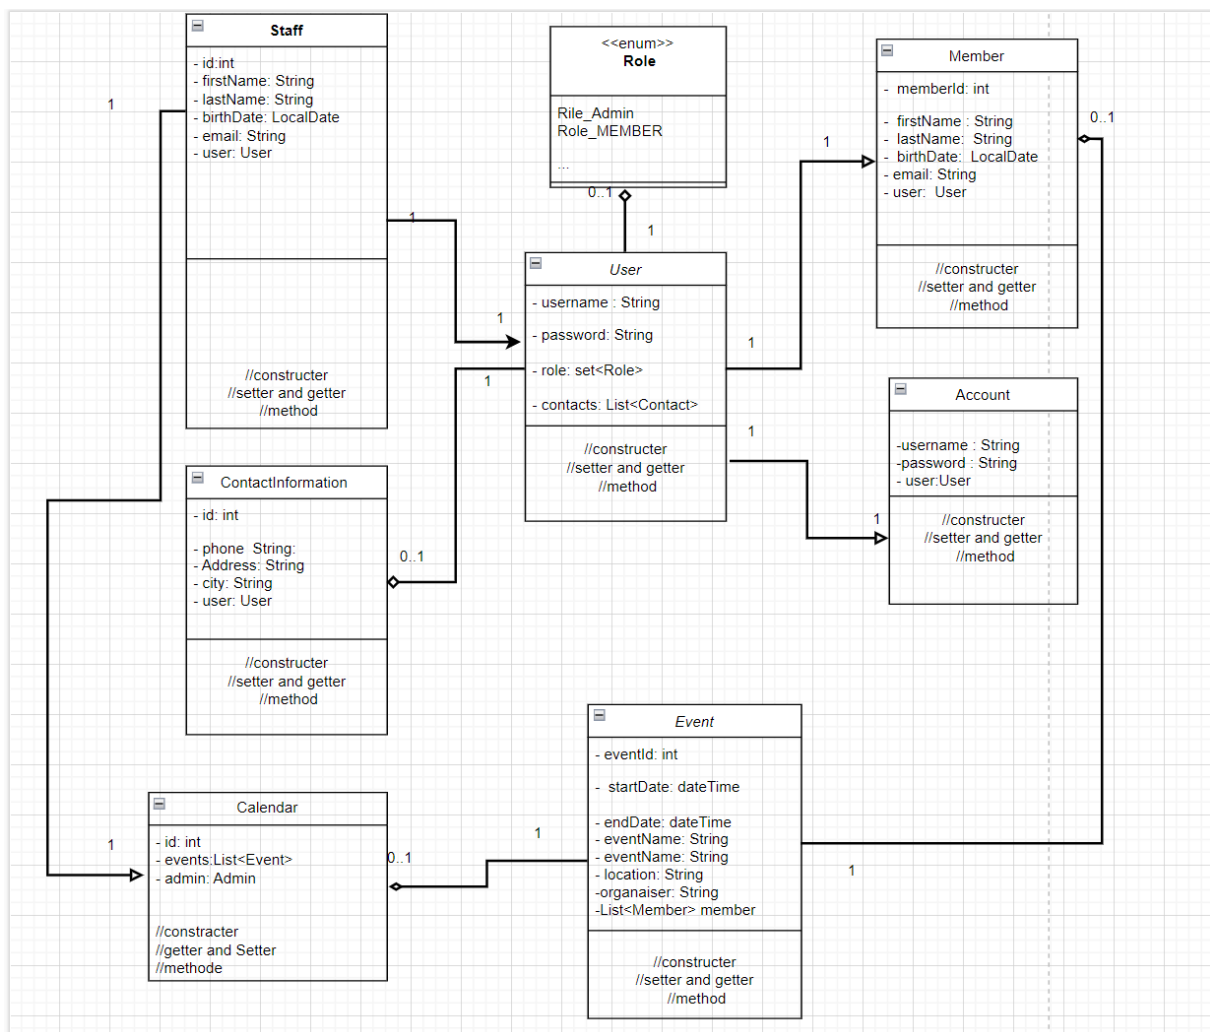 Staff
- id:int
- firstName: String
- lastName: String
- birthDate: LocalDate
- email: String
- user: User
//constructer
//setter and getter
//method
<<enum>>
Role
Rile_Admin
Role_MEMBER
...
Member
- memberId: int
- firstName : String
- lastName: String
- birthDate: LocalDate
- email: String
- user: User
//constructer
//setter and getter
//method
1
1
0..1
1
0..1
1
User
- username : String
- password: String
- role: set<Role>
- contacts: List<Contact>
//constructer
//setter and getter
//method
1
1
1
1
Account
-username : String
-password : String
- user:User
//constructer
//setter and getter
//method
1
ContactInformation
- id: int
- phone String:
- Address: String
- city: String
- user: User
//constructer
//setter and getter
//method
0..1
Event
- eventId: int
- startDate: dateTime
- endDate: dateTime
- eventName: String
- eventName: String
- location: String
-organaiser: String
-List<Member> member
//constructer
//setter and getter
//method
Calendar
- id: int
- events:List<Event>
- admin: Admin
//constracter
//getter and Setter
//methode
1
0..1
1
1